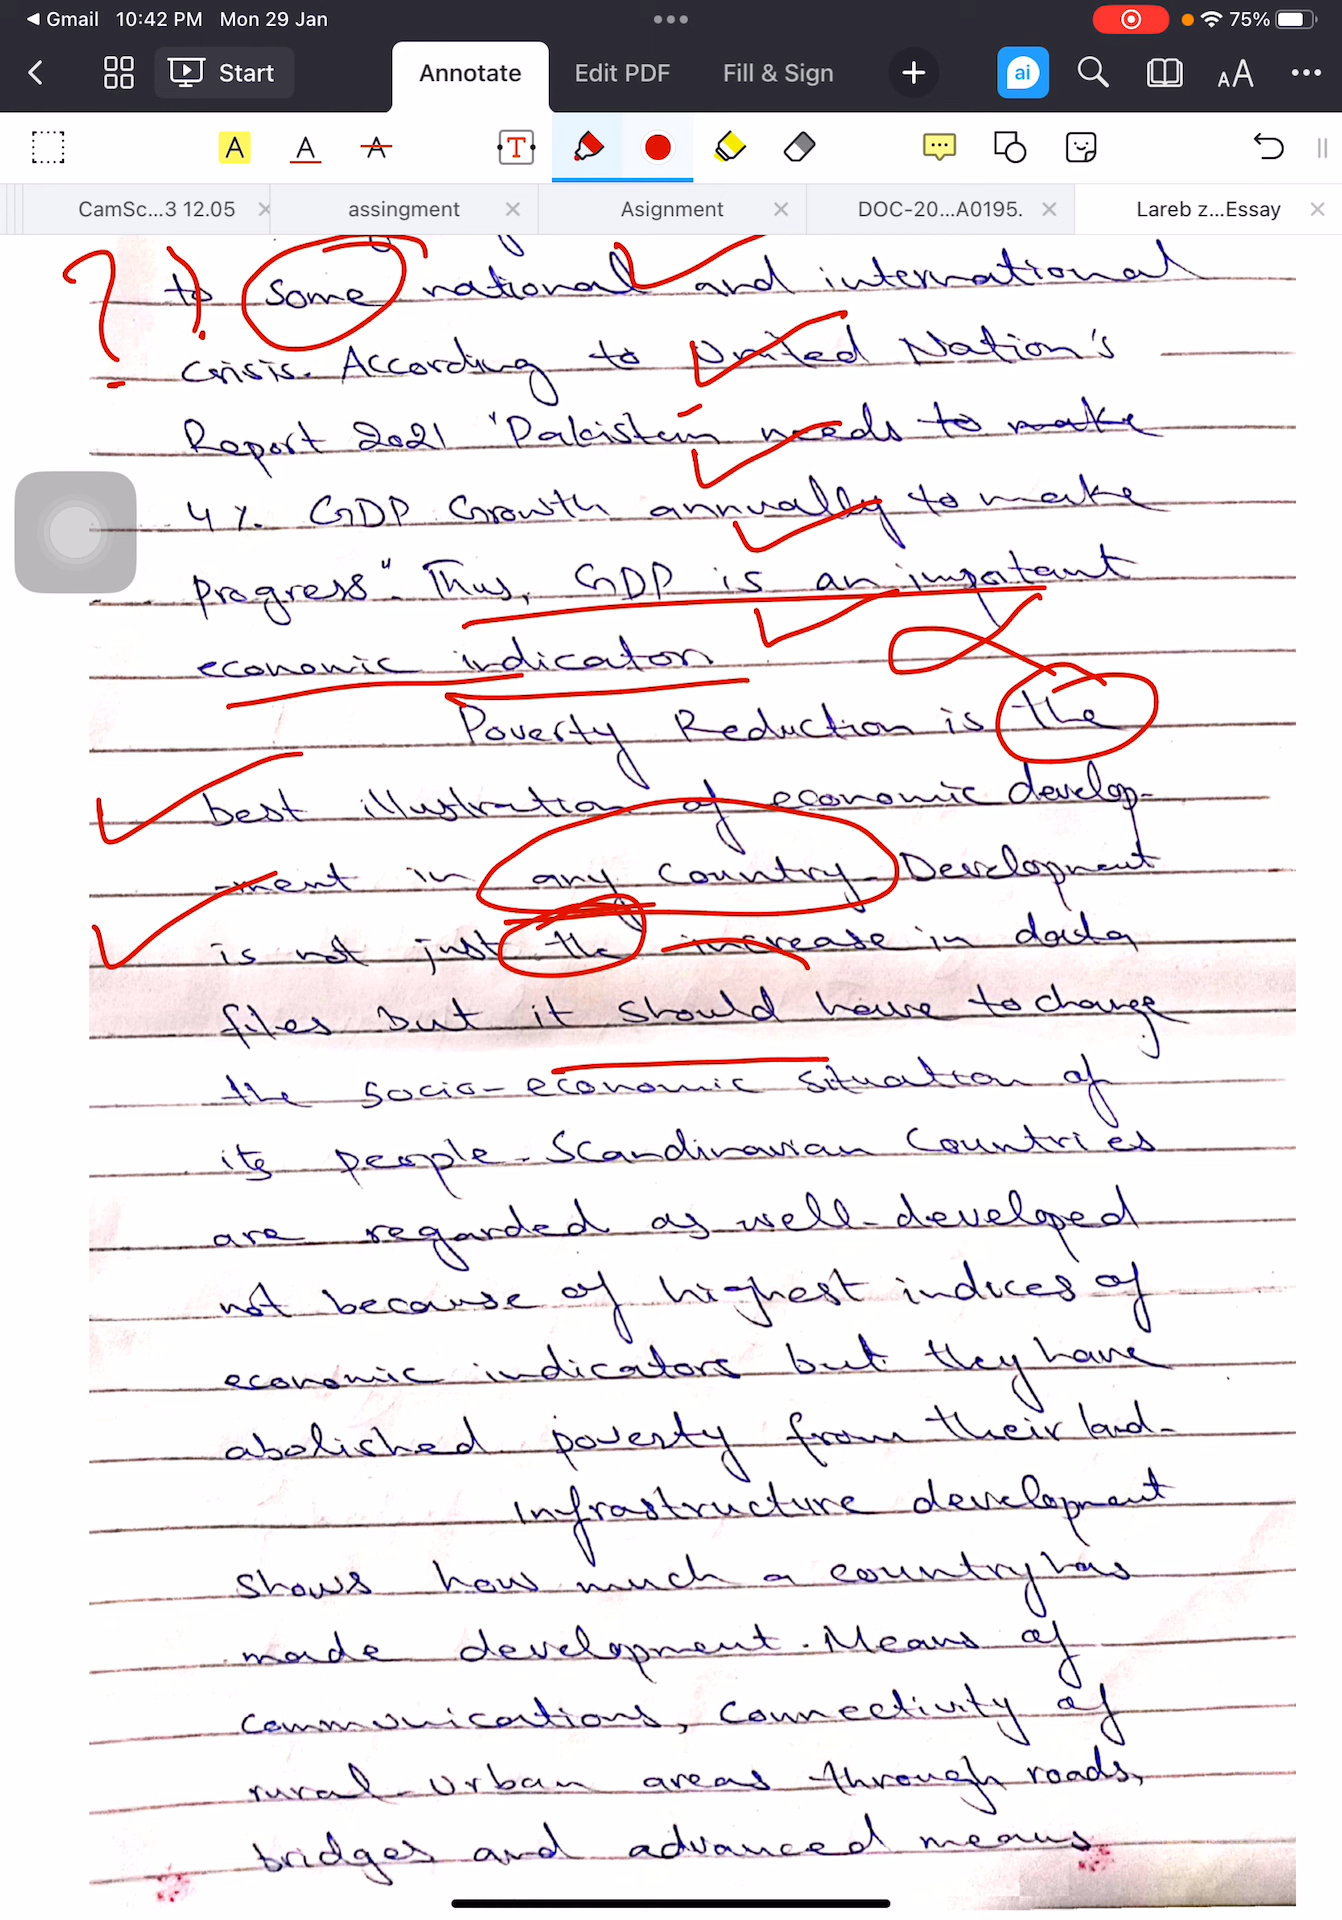 Gmail 10:42 PM Mon 29 Jan 75%
Start Annotate Edit PDF Fill & Sign ai AA
A A A T
CamSc...3 12.05 assingment Asignment DOC-20...A0195. Lareb z...Essay
to some national and international
crisis. According to United Nation's
Report 2021 "Pakistan needs to make
4%. GDP Growth annually to make
progress". Thus, GDP is an important
economic indicator.
Poverty Reduction is the
best illustration of economic develop-
-ment in any country. Development
is not just the increase in data
files but it should have to change
the socio-economic situation of
its people. Scandinavian Countries
are regarded as well-developed
not because of highest indices of
economic indicators but they have
abolished poverty from their land.
Infrastructure development
shows how much a country has
made development. Means of
communications, connectivity of
rural-urban areas through roads,
bridges and advanced means